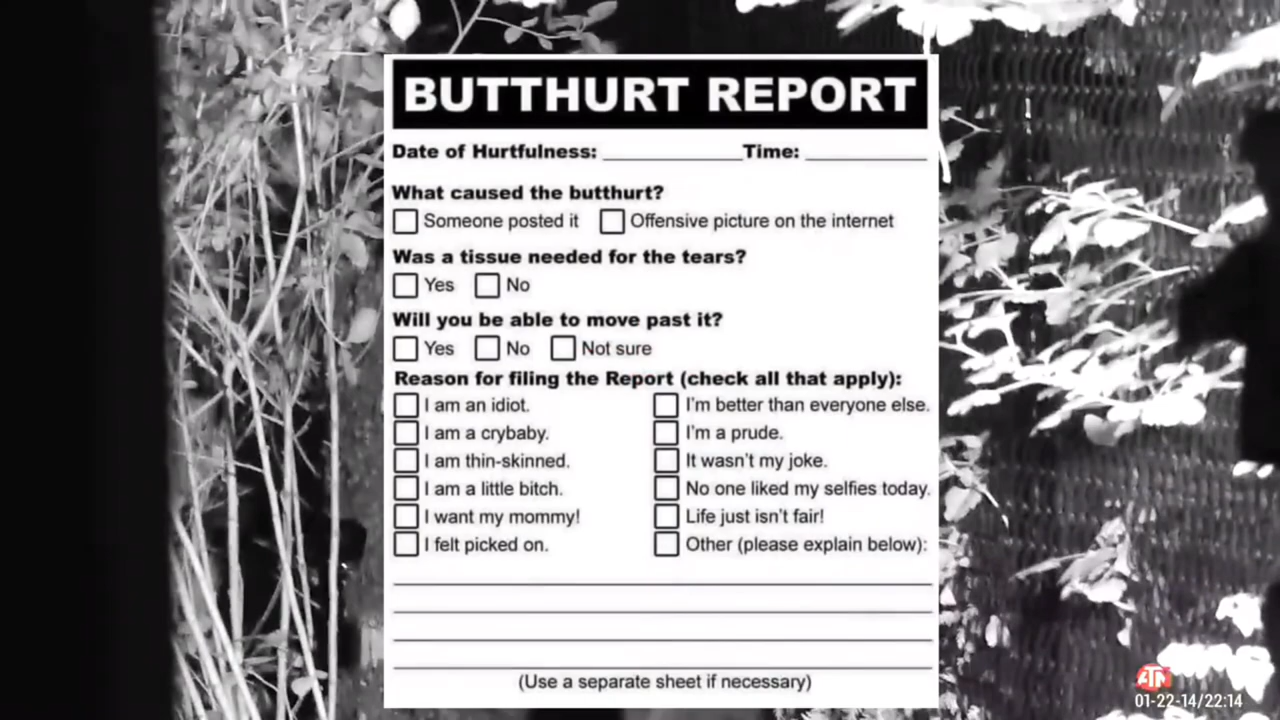 BUTTHURT REPORT
Date of Hurtfulness: ____________Time: __________
What caused the butthurt?
Someone posted it Offensive picture on the internet
Was a tissue needed for the tears?
Yes No
Will you be able to move past it?
Yes No Not sure
Reason for filing the Report (check all that apply):
I am an idiot. I'm better than everyone else.
I am a crybaby. I'm a prude.
I am thin-skinned. It wasn't my joke.
I am a little bitch. No one liked my selfies today.
I want my mommy! Life just isn't fair!
I felt picked on. Other (please explain below):
(Use a separate sheet if necessary)
ATN
01-22-14/22:14